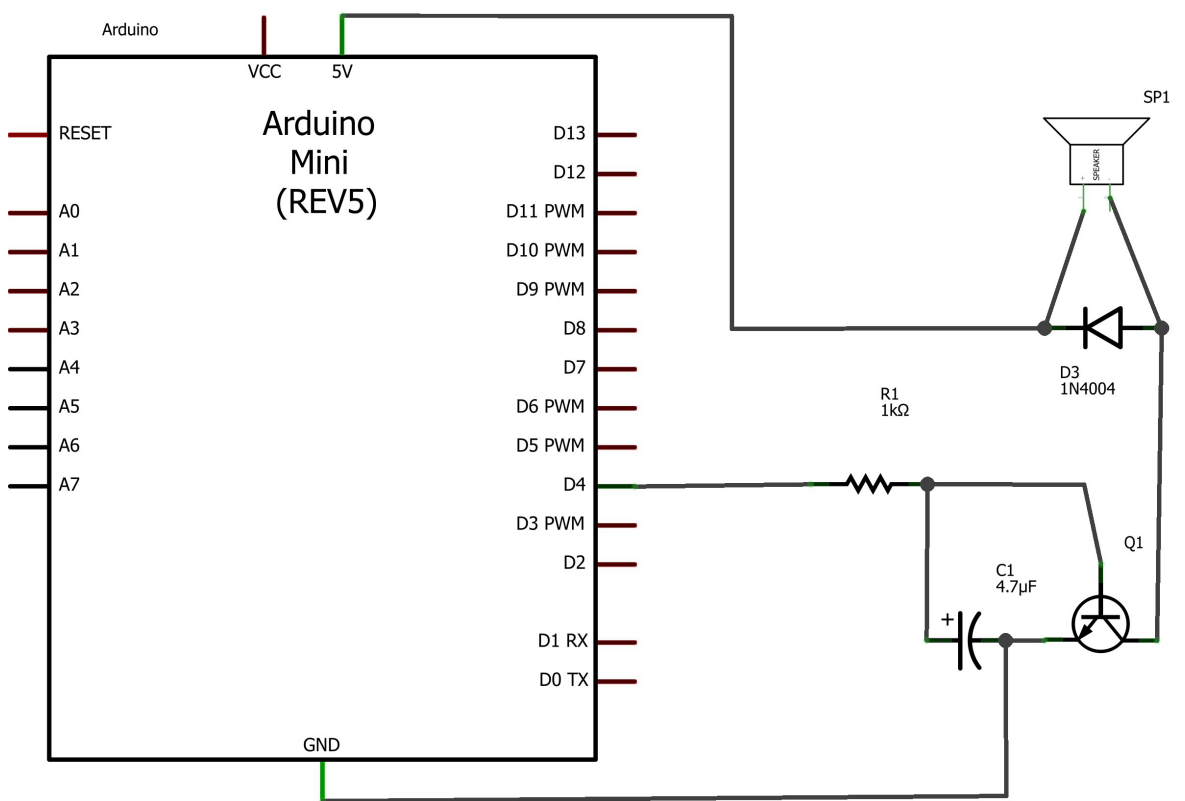 Arduino
VCC
5V
Arduino
Mini
(REV5)
RESET
A0
A1
A2
A3
A4
A5
A6
A7
D13
D12
D11 PWM
D10 PWM
D9 PWM
D8
D7
D6 PWM
D5 PWM
D4
D3 PWM
D2
D1 RX
D0 TX
GND
SP1
SPEAKER
+
-
D3
1N4004
R1
1kΩ
Q1
C1
4.7µF
+